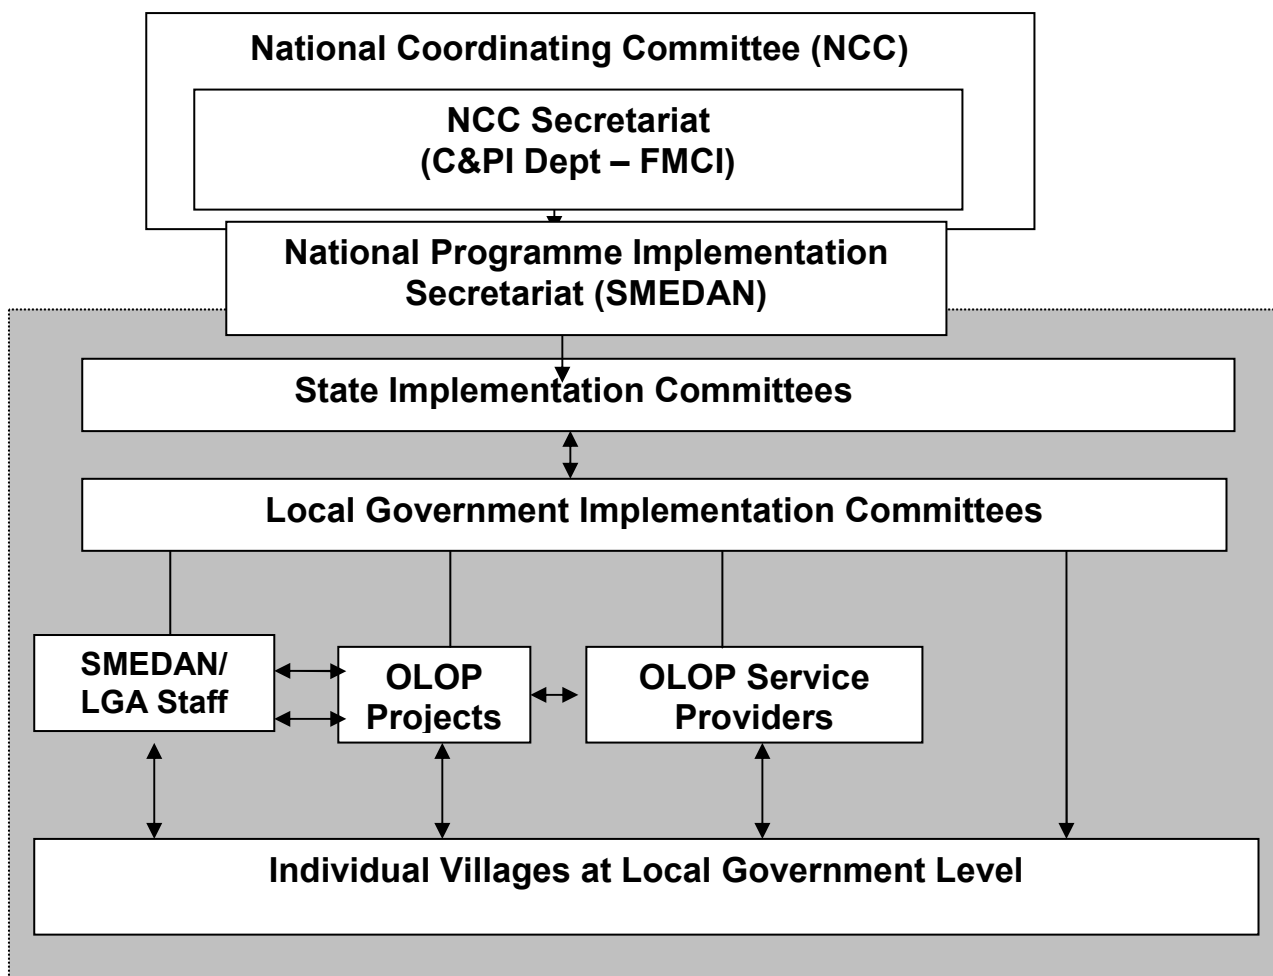 National Coordinating Committee (NCC)
NCC Secretariat
(C&PI Dept – FMCI)
National Programme Implementation
Secretariat (SMEDAN)
State Implementation Committees
Local Government Implementation Committees
SMEDAN/
LGA Staff
OLOP
Projects
OLOP Service
Providers
Individual Villages at Local Government Level